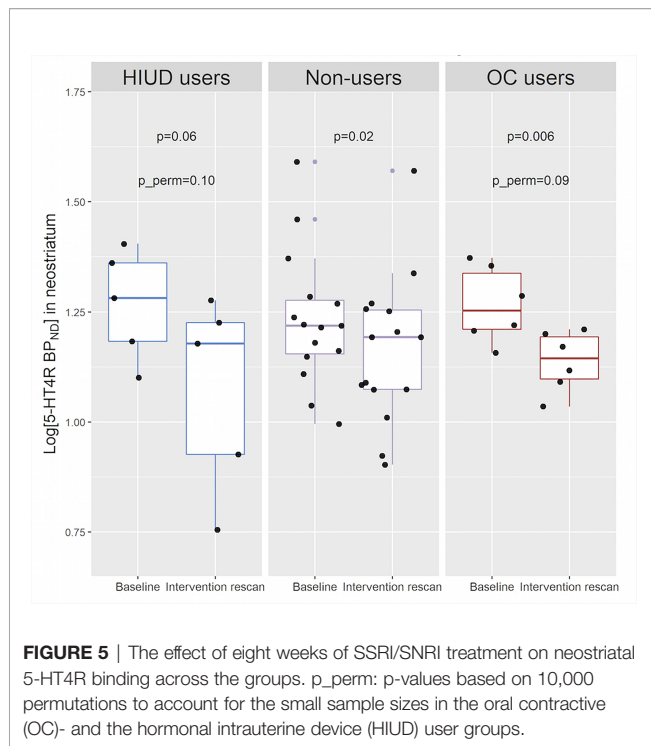 HIUD users
Non-users
OC users
p=0.06
p=0.02
p=0.006
p_perm=0.10
p_perm=0.09
Log[5-HT4R BPND] in neostriatum
1.75
1.50
1.25
1.00
0.75
Baseline
Intervention rescan
Baseline
Intervention rescan
Baseline
Intervention rescan
FIGURE 5 | The effect of eight weeks of SSRI/SNRI treatment on neostriatal
5-HT4R binding across the groups. p_perm: p-values based on 10,000
permutations to account for the small sample sizes in the oral contractive
(OC)- and the hormonal intrauterine device (HIUD) user groups.